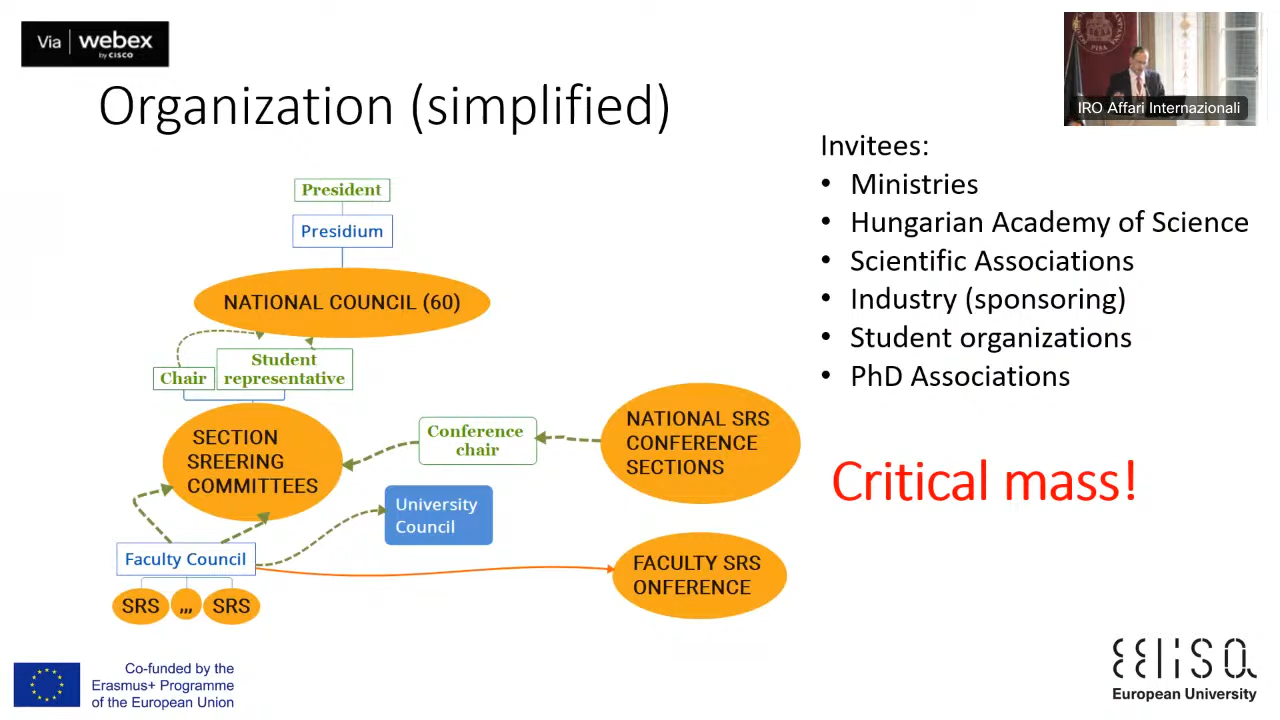 Via | webex
by CISCO
IRO Affari Internazionali
Organization (simplified)
President
Presidium
NATIONAL COUNCIL (60)
Student
representative
Chair
SECTION
SREERING
COMMITTEES
Conference
chair
NATIONAL SRS
CONFERENCE
SECTIONS
University
Council
Faculty Council
FACULTY SRS
ONFERENCE
SRS
,,,
SRS
Invitees:
• Ministries
• Hungarian Academy of Science
• Scientific Associations
• Industry (sponsoring)
• Student organizations
• PhD Associations
Critical mass!
Co-funded by the
Erasmus+ Programme
of the European Union
EELISA
European University